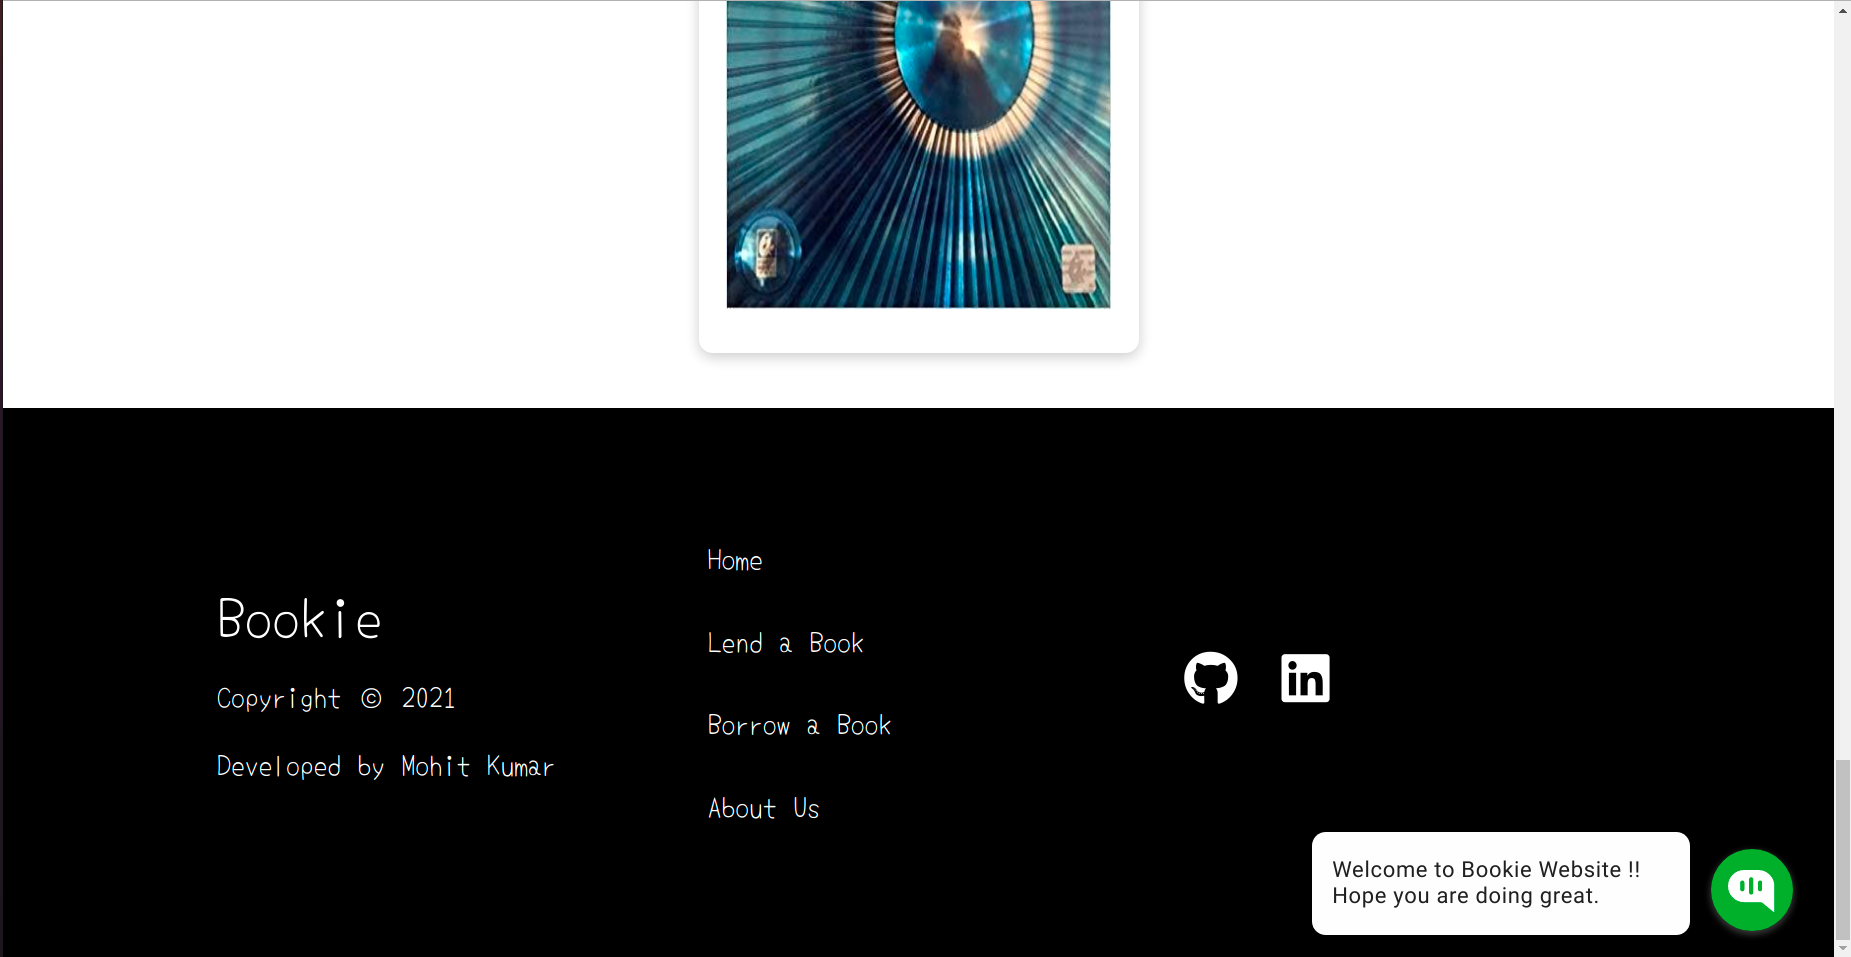 Home
Bookie
Lend a Book
Copyright © 2021
Borrow a Book
Developed by Mohit Kumar
About Us
in
Welcome to Bookie Website !!
Hope you are doing great.